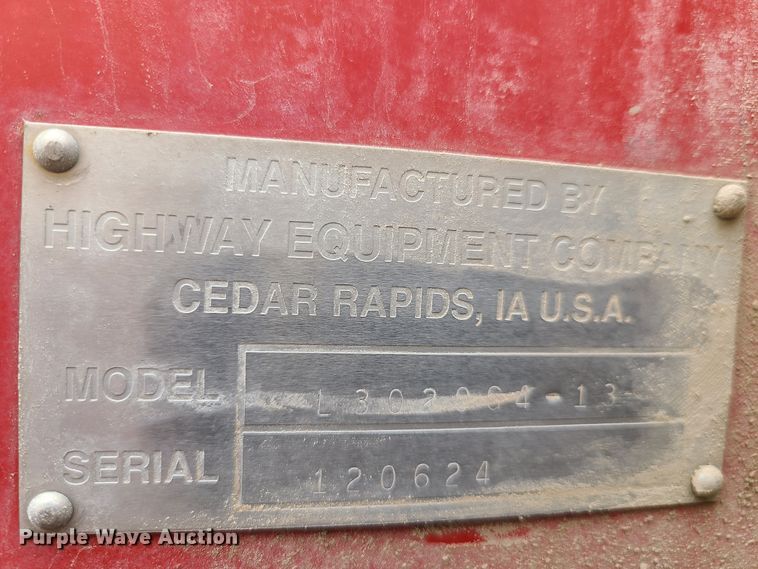 MANUFACTURED BY
HIGHWAY EQUIPMENT COMPANY
CEDAR RAPIDS, IA U.S.A.
MODEL
SERIAL 120624
Purple Wave Auction